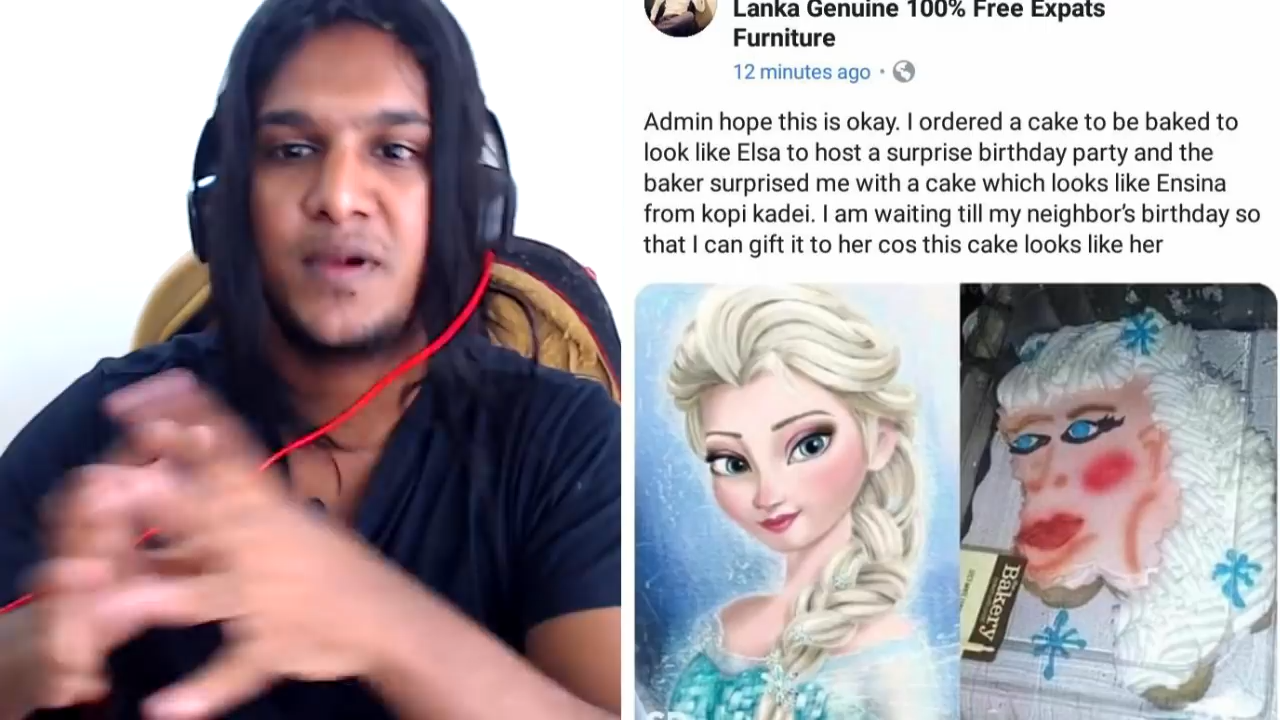 Lanka Genuine 100% Free Expats
Furniture
12 minutes ago
Admin hope this is okay. I ordered a cake to be baked to
look like Elsa to host a surprise birthday party and the
baker surprised me with a cake which looks like Ensina
from kopi kadei. I am waiting till my neighbor’s birthday so
that I can gift it to her cos this cake looks like her
Bakery